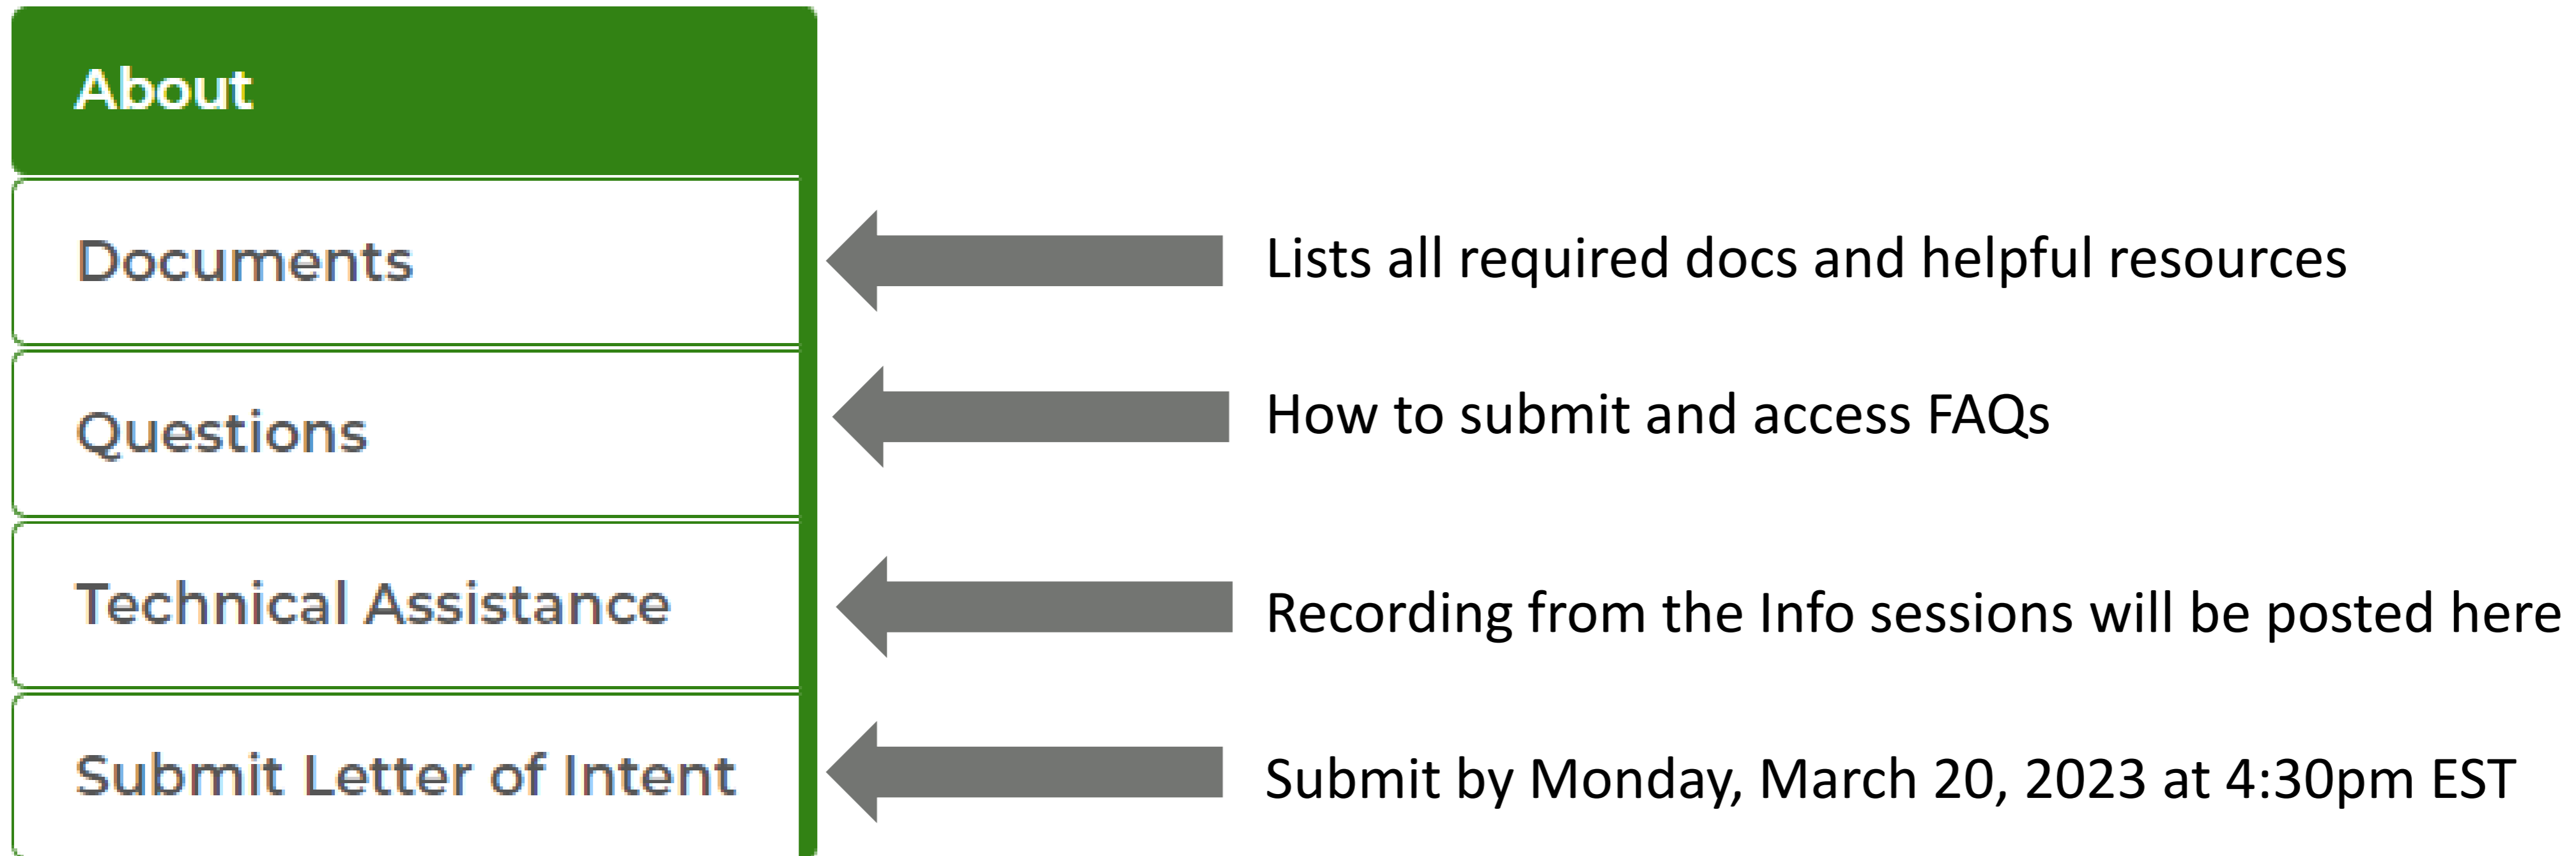 About
Documents
Lists all required docs and helpful resources
Questions
How to submit and access FAQs
Technical Assistance
Recording from the Info sessions will be posted here
Submit Letter of Intent
Submit by Monday, March 20, 2023 at 4:30pm EST